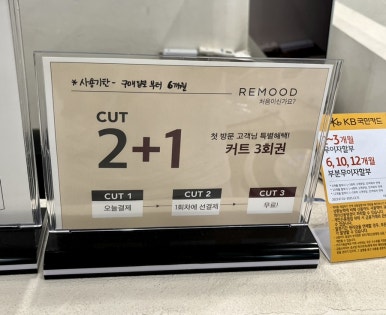 * 사용기간 - 구매일로 부터 6개월
REMOOD
처음이신가요?
CUT
2+1
첫 방문 고객님 특별혜택!
커트 3회권
CUT 1
CUT 2
CUT 3
오늘결제
1회차에 선결제
무료!
KB 국민카드
~3개월
무이자할부
6, 10, 12개월
부분무이자할부